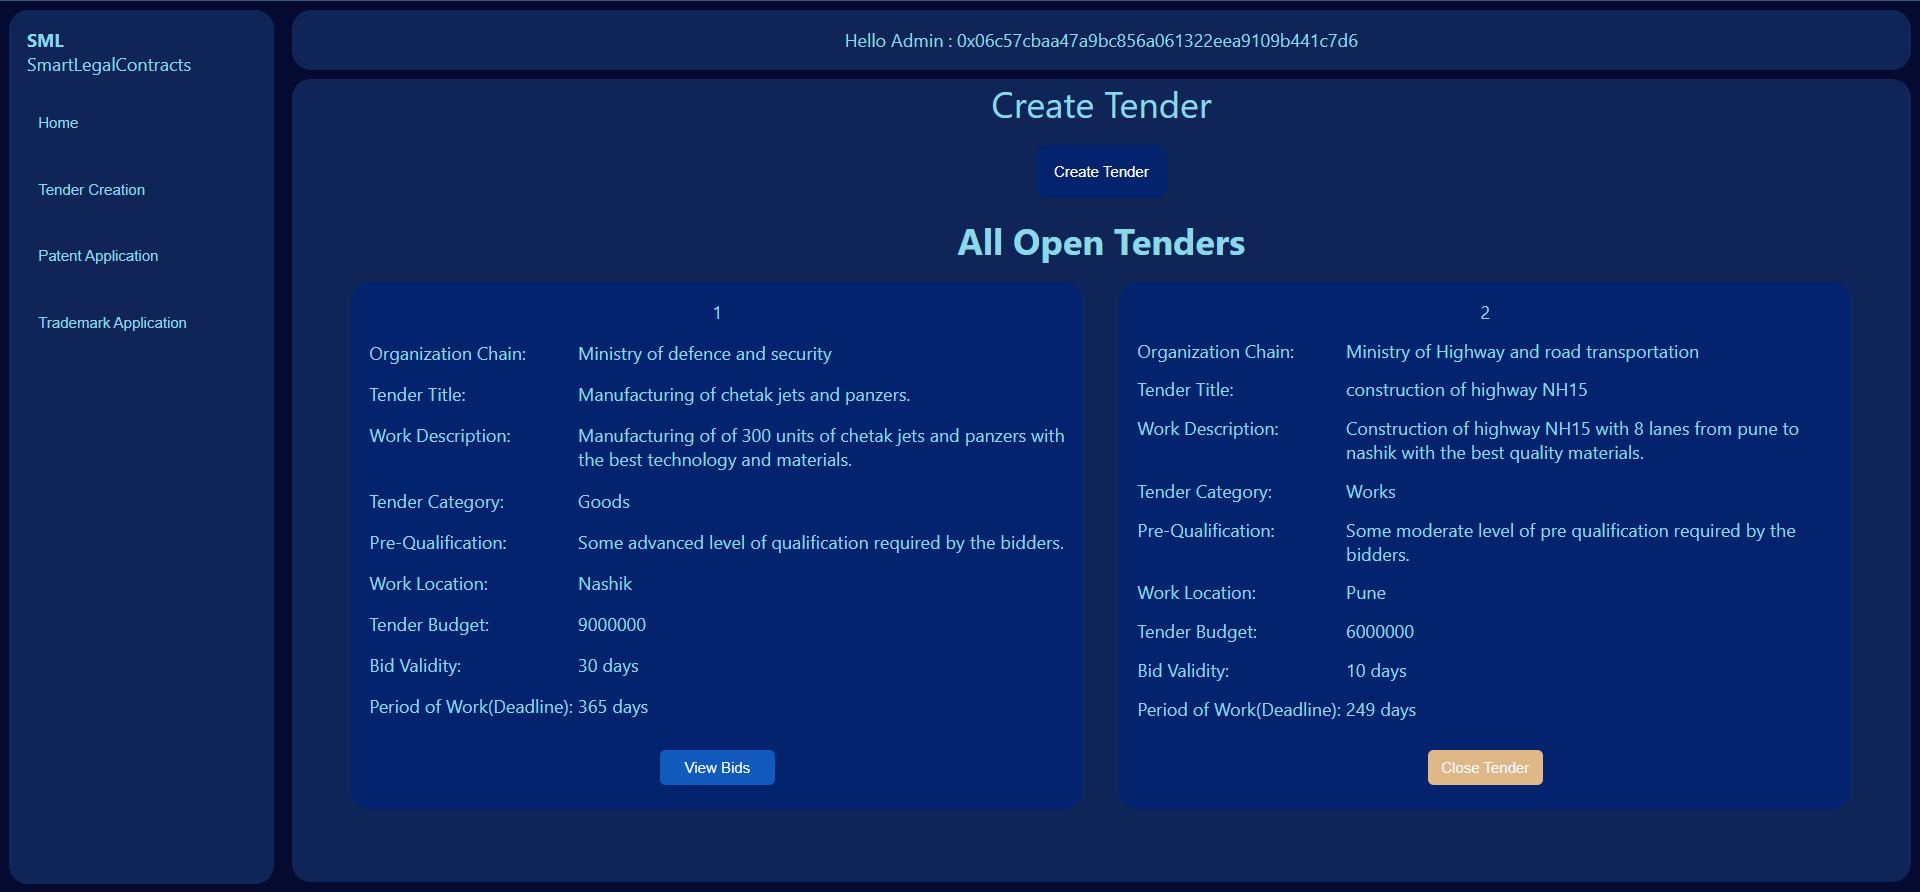 SML
SmartLegalContracts
Home
Tender Creation
Patent Application
Trademark Application
Hello Admin : 0x06c57cbaa47a9bc856a061322eea9109b441c7d6
Create Tender
Create Tender
All Open Tenders
1
Organization Chain: Ministry of defence and security
Tender Title: Manufacturing of chetak jets and panzers.
Work Description: Manufacturing of of 300 units of chetak jets and panzers with
the best technology and materials.
Tender Category: Goods
Pre-Qualification: Some advanced level of qualification required by the bidders.
Work Location: Nashik
Tender Budget: 9000000
Bid Validity: 30 days
Period of Work(Deadline): 365 days
View Bids
2
Organization Chain: Ministry of Highway and road transportation
Tender Title: construction of highway NH15
Work Description: Construction of highway NH15 with 8 lanes from pune to
nashik with the best quality materials.
Tender Category: Works
Pre-Qualification: Some moderate level of pre qualification required by the
bidders.
Work Location: Pune
Tender Budget: 6000000
Bid Validity: 10 days
Period of Work(Deadline): 249 days
Close Tender